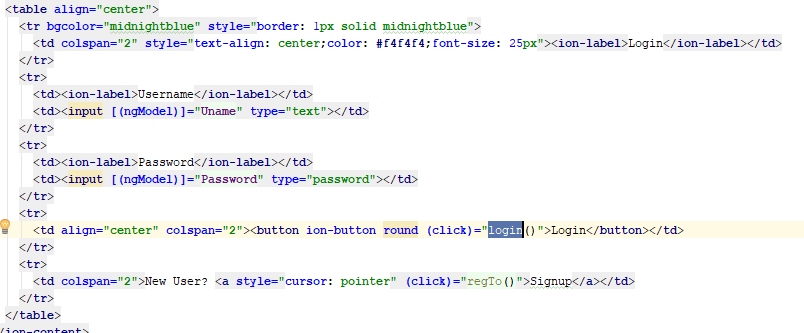 <table align="center">
<tr bgcolor="midnightblue" style="border: 1px solid midnightblue">
<td colspan="2" style="text-align: center;color: #f4f4f4;font-size: 25px"><ion-label>Login</ion-label></td>
</tr>
<tr>
<td><ion-label>Username</ion-label></td>
<td><input [(ngModel)]="Uname" type="text"></td>
</tr>
<tr>
<td><ion-label>Password</ion-label></td>
<td><input [(ngModel)]="Password" type="password"></td>
</tr>
<tr>
<td align="center" colspan="2"><button ion-button round (click)="login()">Login</button></td>
</tr>
<tr>
<td colspan="2">New User? <a style="cursor: pointer" (click)="regTo()">Signup</a></td>
</tr>
</table>
/ion-content>